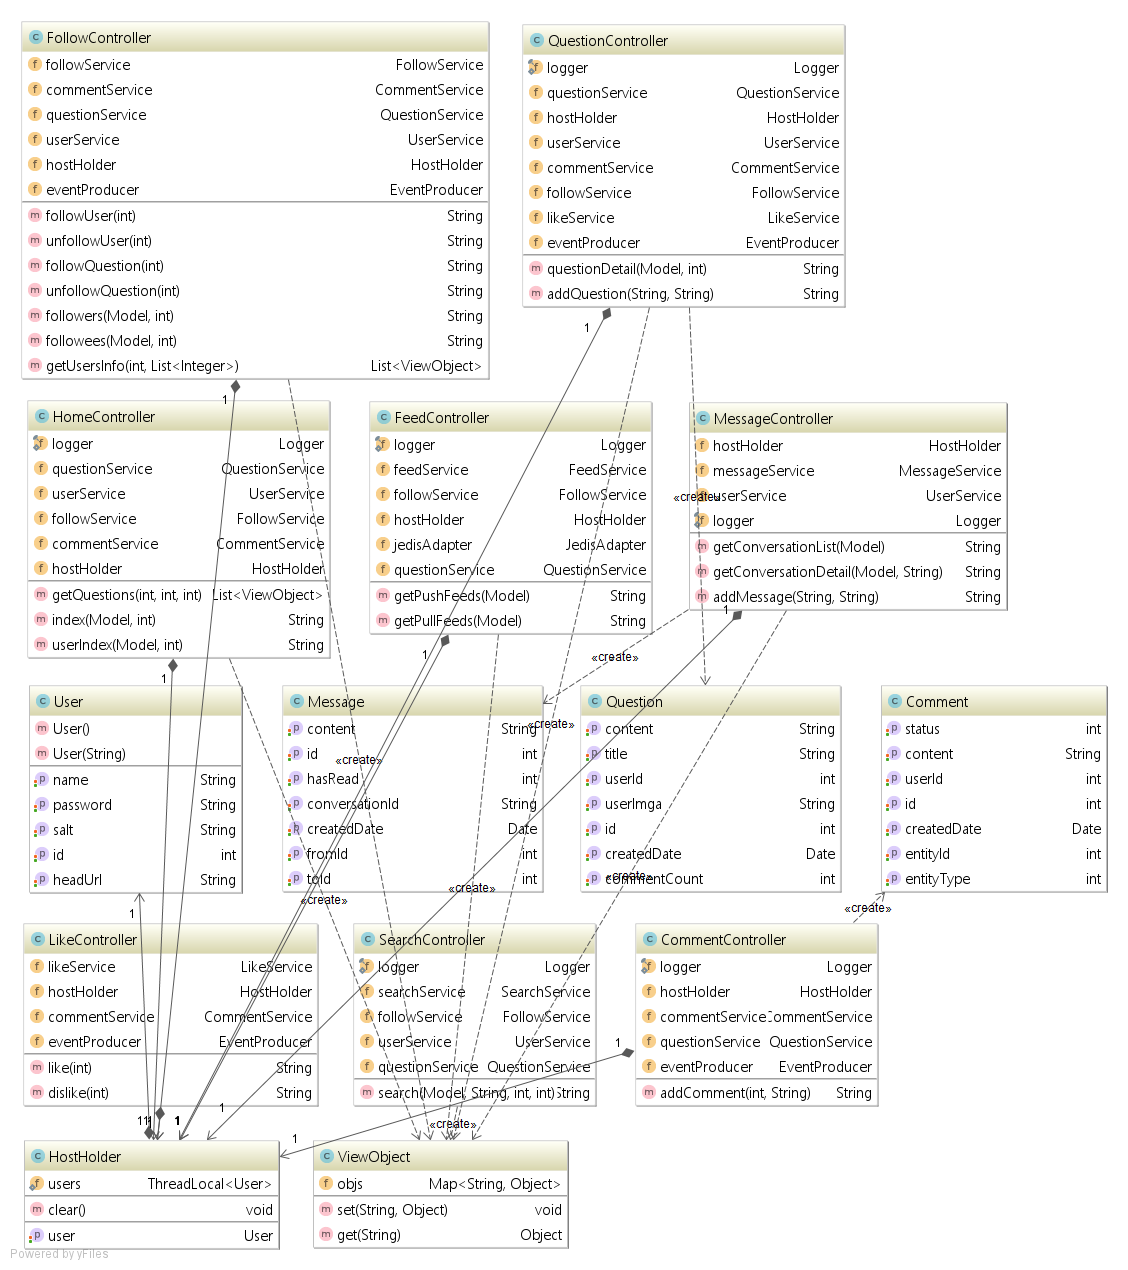 FollowController
followService FollowService
commentService CommentService
questionService QuestionService
userService UserService
hostHolder HostHolder
eventProducer EventProducer
followUser(int) String
unfollowUser(int) String
followQuestion(int) String
unfollowQuestion(int) String
followers(Model, int) String
followees(Model, int) String
getUsersInfo(int, List<Integer>) List<ViewObject>
QuestionController
logger Logger
questionService QuestionService
hostHolder HostHolder
userService UserService
commentService CommentService
followService FollowService
likeService LikeService
eventProducer EventProducer
questionDetail(Model, int) String
addQuestion(String, String) String
1
1
HomeController
logger Logger
questionService QuestionService
userService UserService
followService FollowService
commentService CommentService
hostHolder HostHolder
getQuestions(int, int, int) List<ViewObject>
index(Model, int) String
userIndex(Model, int) String
1
FeedController
logger Logger
feedService FeedService
followService FollowService
hostHolder HostHolder
jedisAdapter JedisAdapter
questionService QuestionService
getPushFeeds(Model) String
getPullFeeds(Model) String
1
MessageController
hostHolder HostHolder
messageService MessageService
«create»
userService UserService
logger Logger
getConversationList(Model) String
getConversationDetail(Model, String) String
addMessage(String, String) String
1
«create»
User
User()
User(String)
name String
password String
salt String
id int
headUrl String
1
Message
content String
«create»
id int
«create»
hasRead int
conversationId String
createdDate Date
fromId int
toId int
«create»
«create»
Question
content String
title String
userId int
userImga String
id int
createdDate Date
«create»
commentCount int
Comment
status int
content String
userId int
id int
createdDate Date
entityId int
entityType int
«create»
LikeController
likeService LikeService
hostHolder HostHolder
commentService CommentService
eventProducer EventProducer
like(int) String
dislike(int) String
SearchController
logger Logger
searchService SearchService
followService FollowService
userService UserService
questionService QuestionService
search(Model, String, int, int) String
CommentController
logger Logger
hostHolder HostHolder
commentService CommentService
questionService QuestionService
eventProducer EventProducer
addComment(int, String) String
1
1
1
1
1
1
«create»
1
HostHolder
users ThreadLocal<User>
clear() void
user User
ViewObject
objs Map<String, Object>
set(String, Object) void
get(String) Object
Powered by yFiles